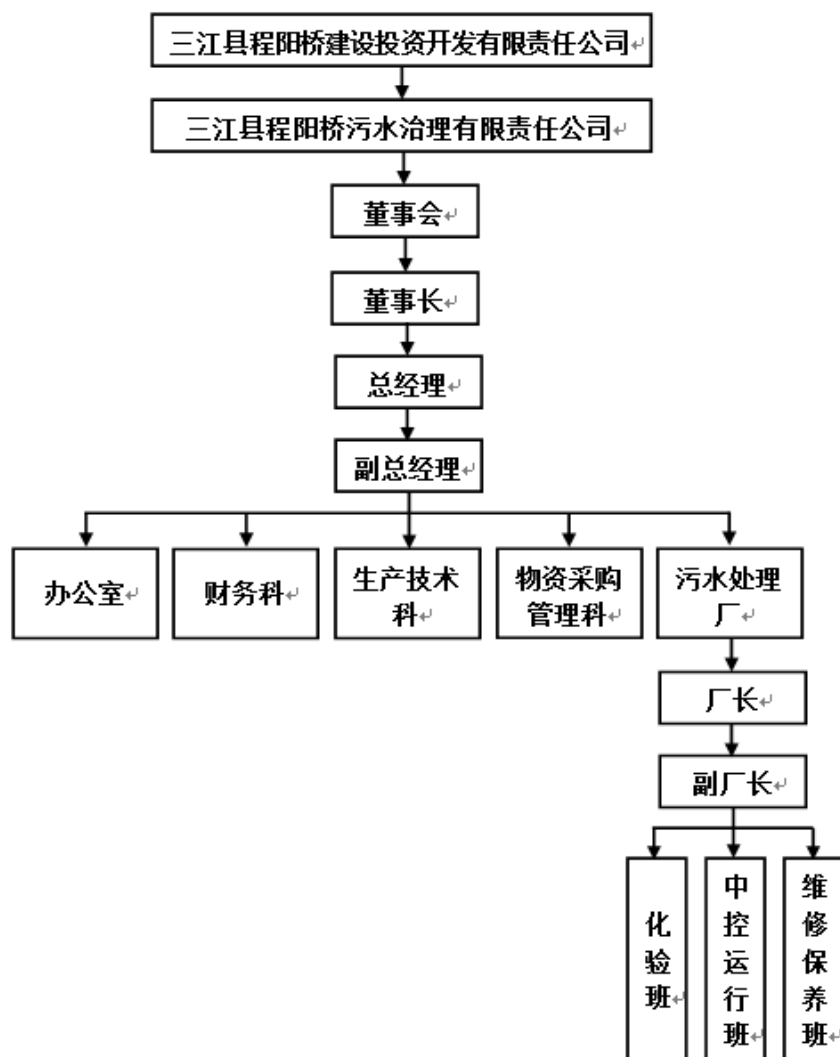 三江县程阳桥建设投资开发有限责任公司
三江县程阳桥污水治理有限责任公司
董事会
董事长
总经理
副总经理
办公室
财务科
生产技术
科
物资采购
管理科
污水处理
厂
厂长
副厂长
化验班
中控运行班
维修保养班